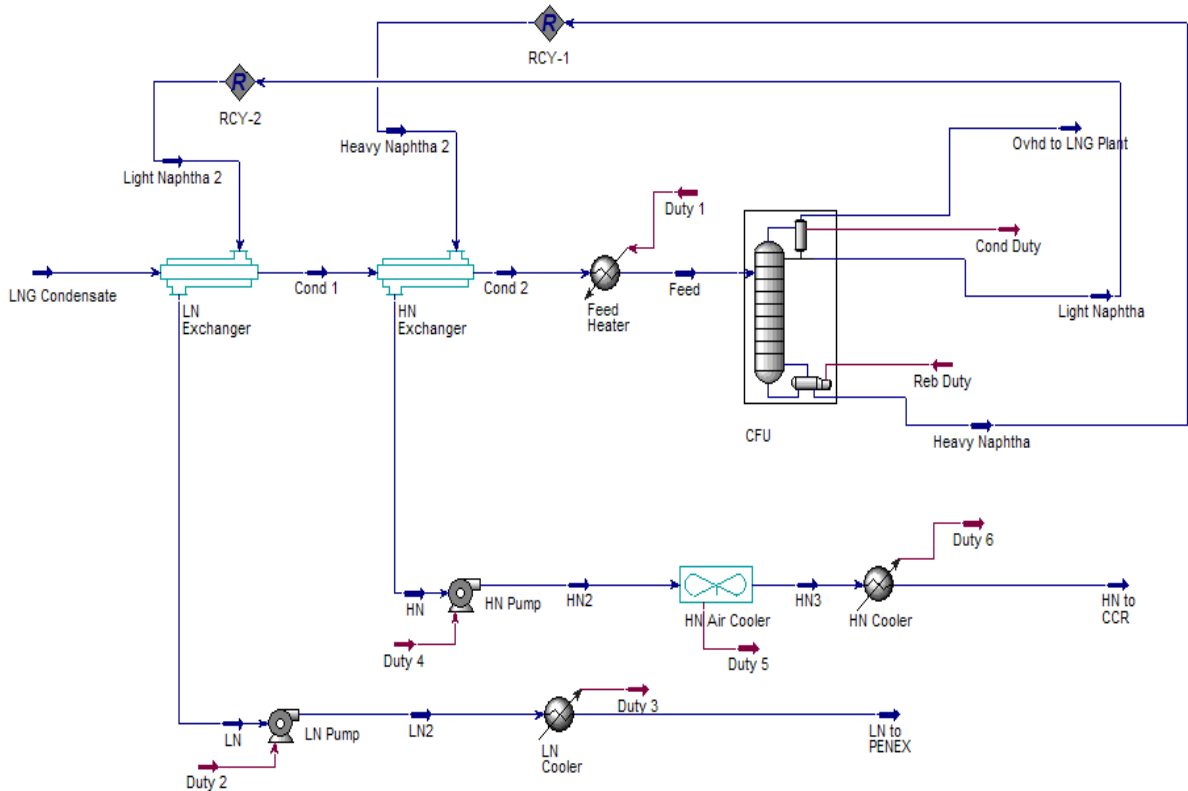 R
RCY-1
R
RCY-2
Heavy Naphtha 2
Ovhd to LNG Plant
Light Naphtha 2
Duty 1
Cond Duty
LNG Condensate
Cond 1
Cond 2
Feed
LN
Exchanger
HN
Exchanger
Feed
Heater
Light Naphtha
Reb Duty
CFU
Heavy Naphtha
Duty 6
HN
HN Pump
HN2
HN Air Cooler
HN3
HN Cooler
HN to
CCR
Duty 4
Duty 5
Duty 3
LN
LN Pump
LN2
LN
Cooler
LN to
PENEX
Duty 2